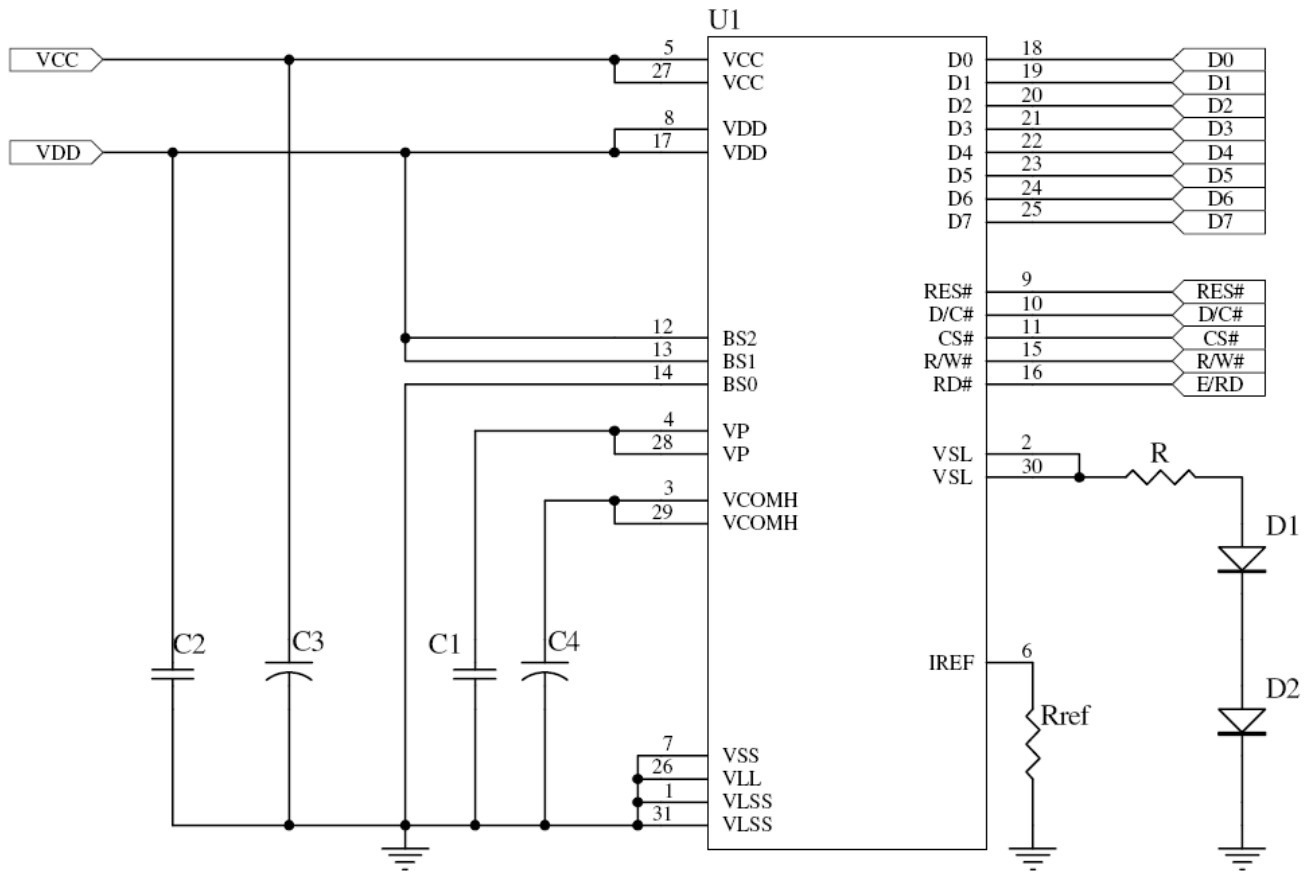 U1
VCC 5 VCC D0 18 D0
27 VCC D1 19 D1
D2 20 D2
8 VDD D3 21 D3
VDD 17 VDD D4 22 D4
D5 23 D5
D6 24 D6
D7 25 D7
RES# 9 RES#
D/C# 10 D/C#
12 BS2 CS# 11 CS#
13 BS1 R/W# 15 R/W#
14 BS0 RD# 16 E/RD
4 VP
28 VP VSL 2 R
VSL 30
3 VCOMH
29 VCOMH D1
C2 C3 C1 C4
IREF 6
D2
Rref
7 VSS
26 VLL
1 VLSS
31 VLSS